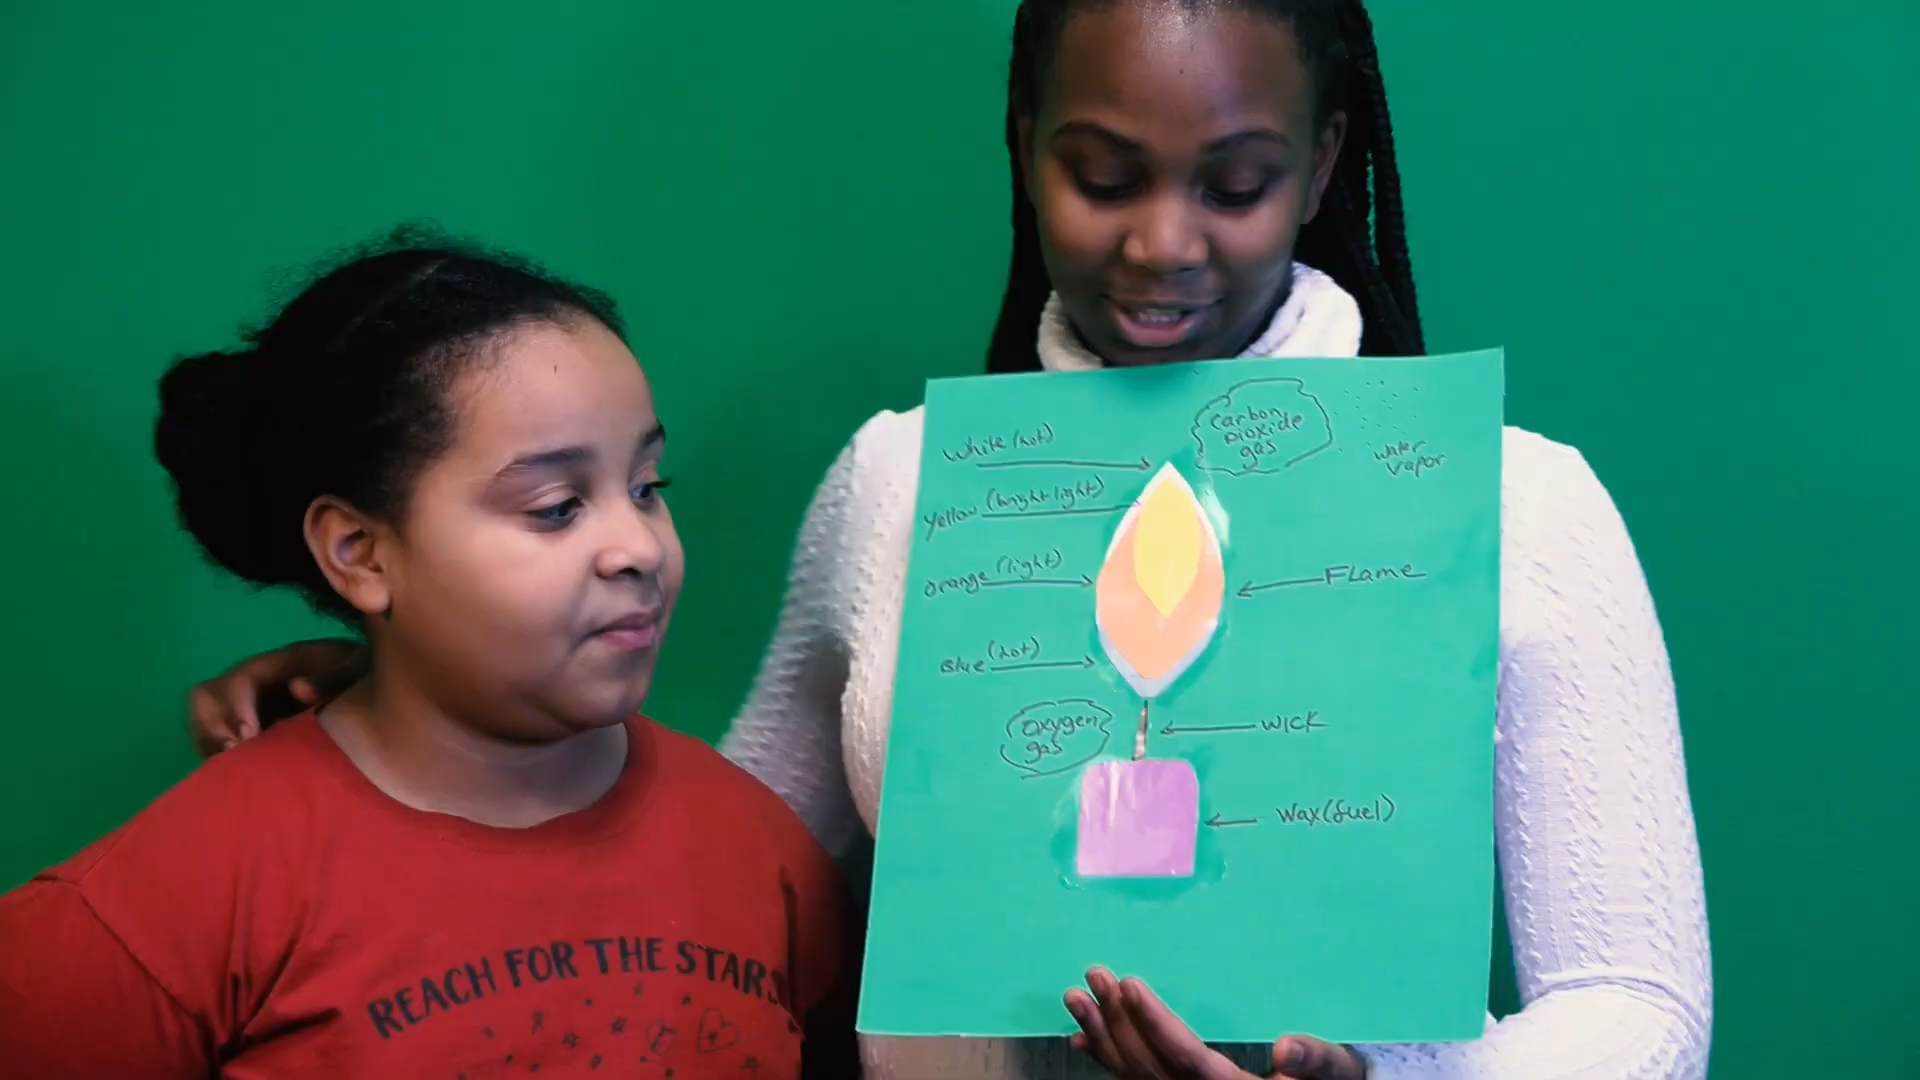 Carbon
Dioxide
gas
White (hot)
water
vapor
Yellow (bright light)
orange (light)
FLame
Blue (hot)
oxygen
gas
WICK
Wax (fuel)
REACH FOR THE STARS